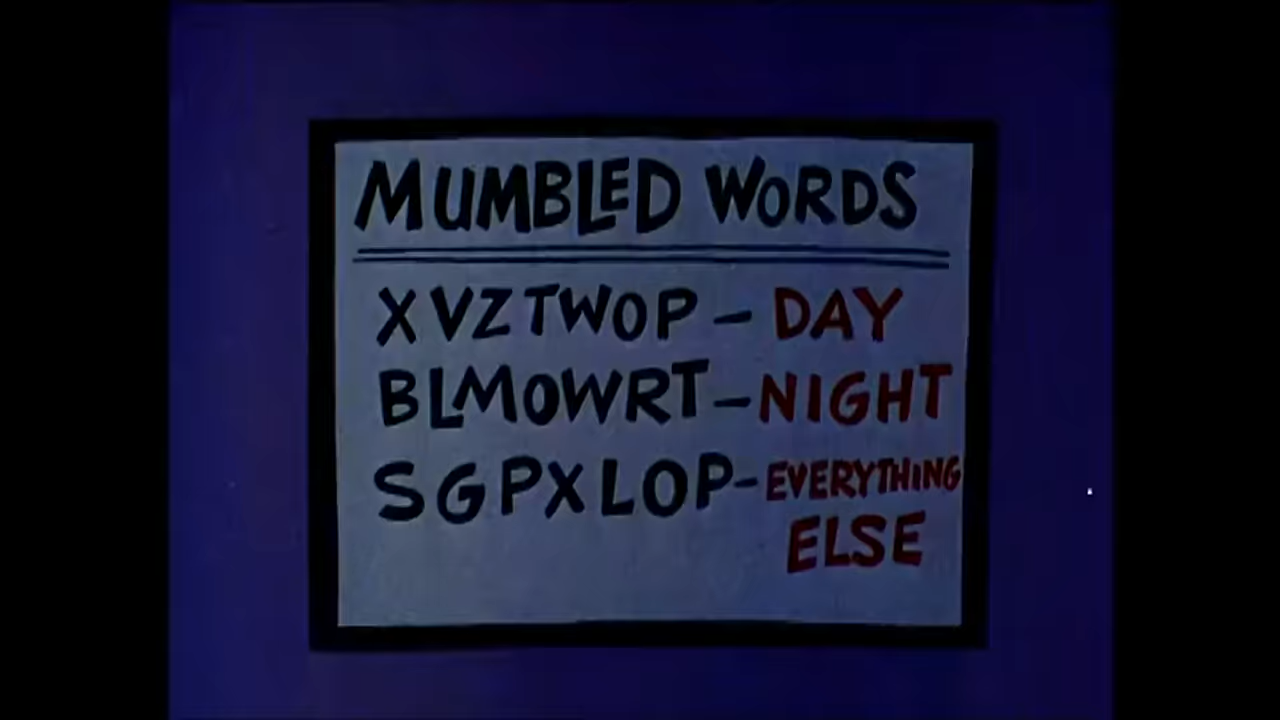 MUMBLED WORDS
XVZTWOP – DAY
BLMOWRT – NIGHT
SGPXLOP – EVERYTHING
ELSE